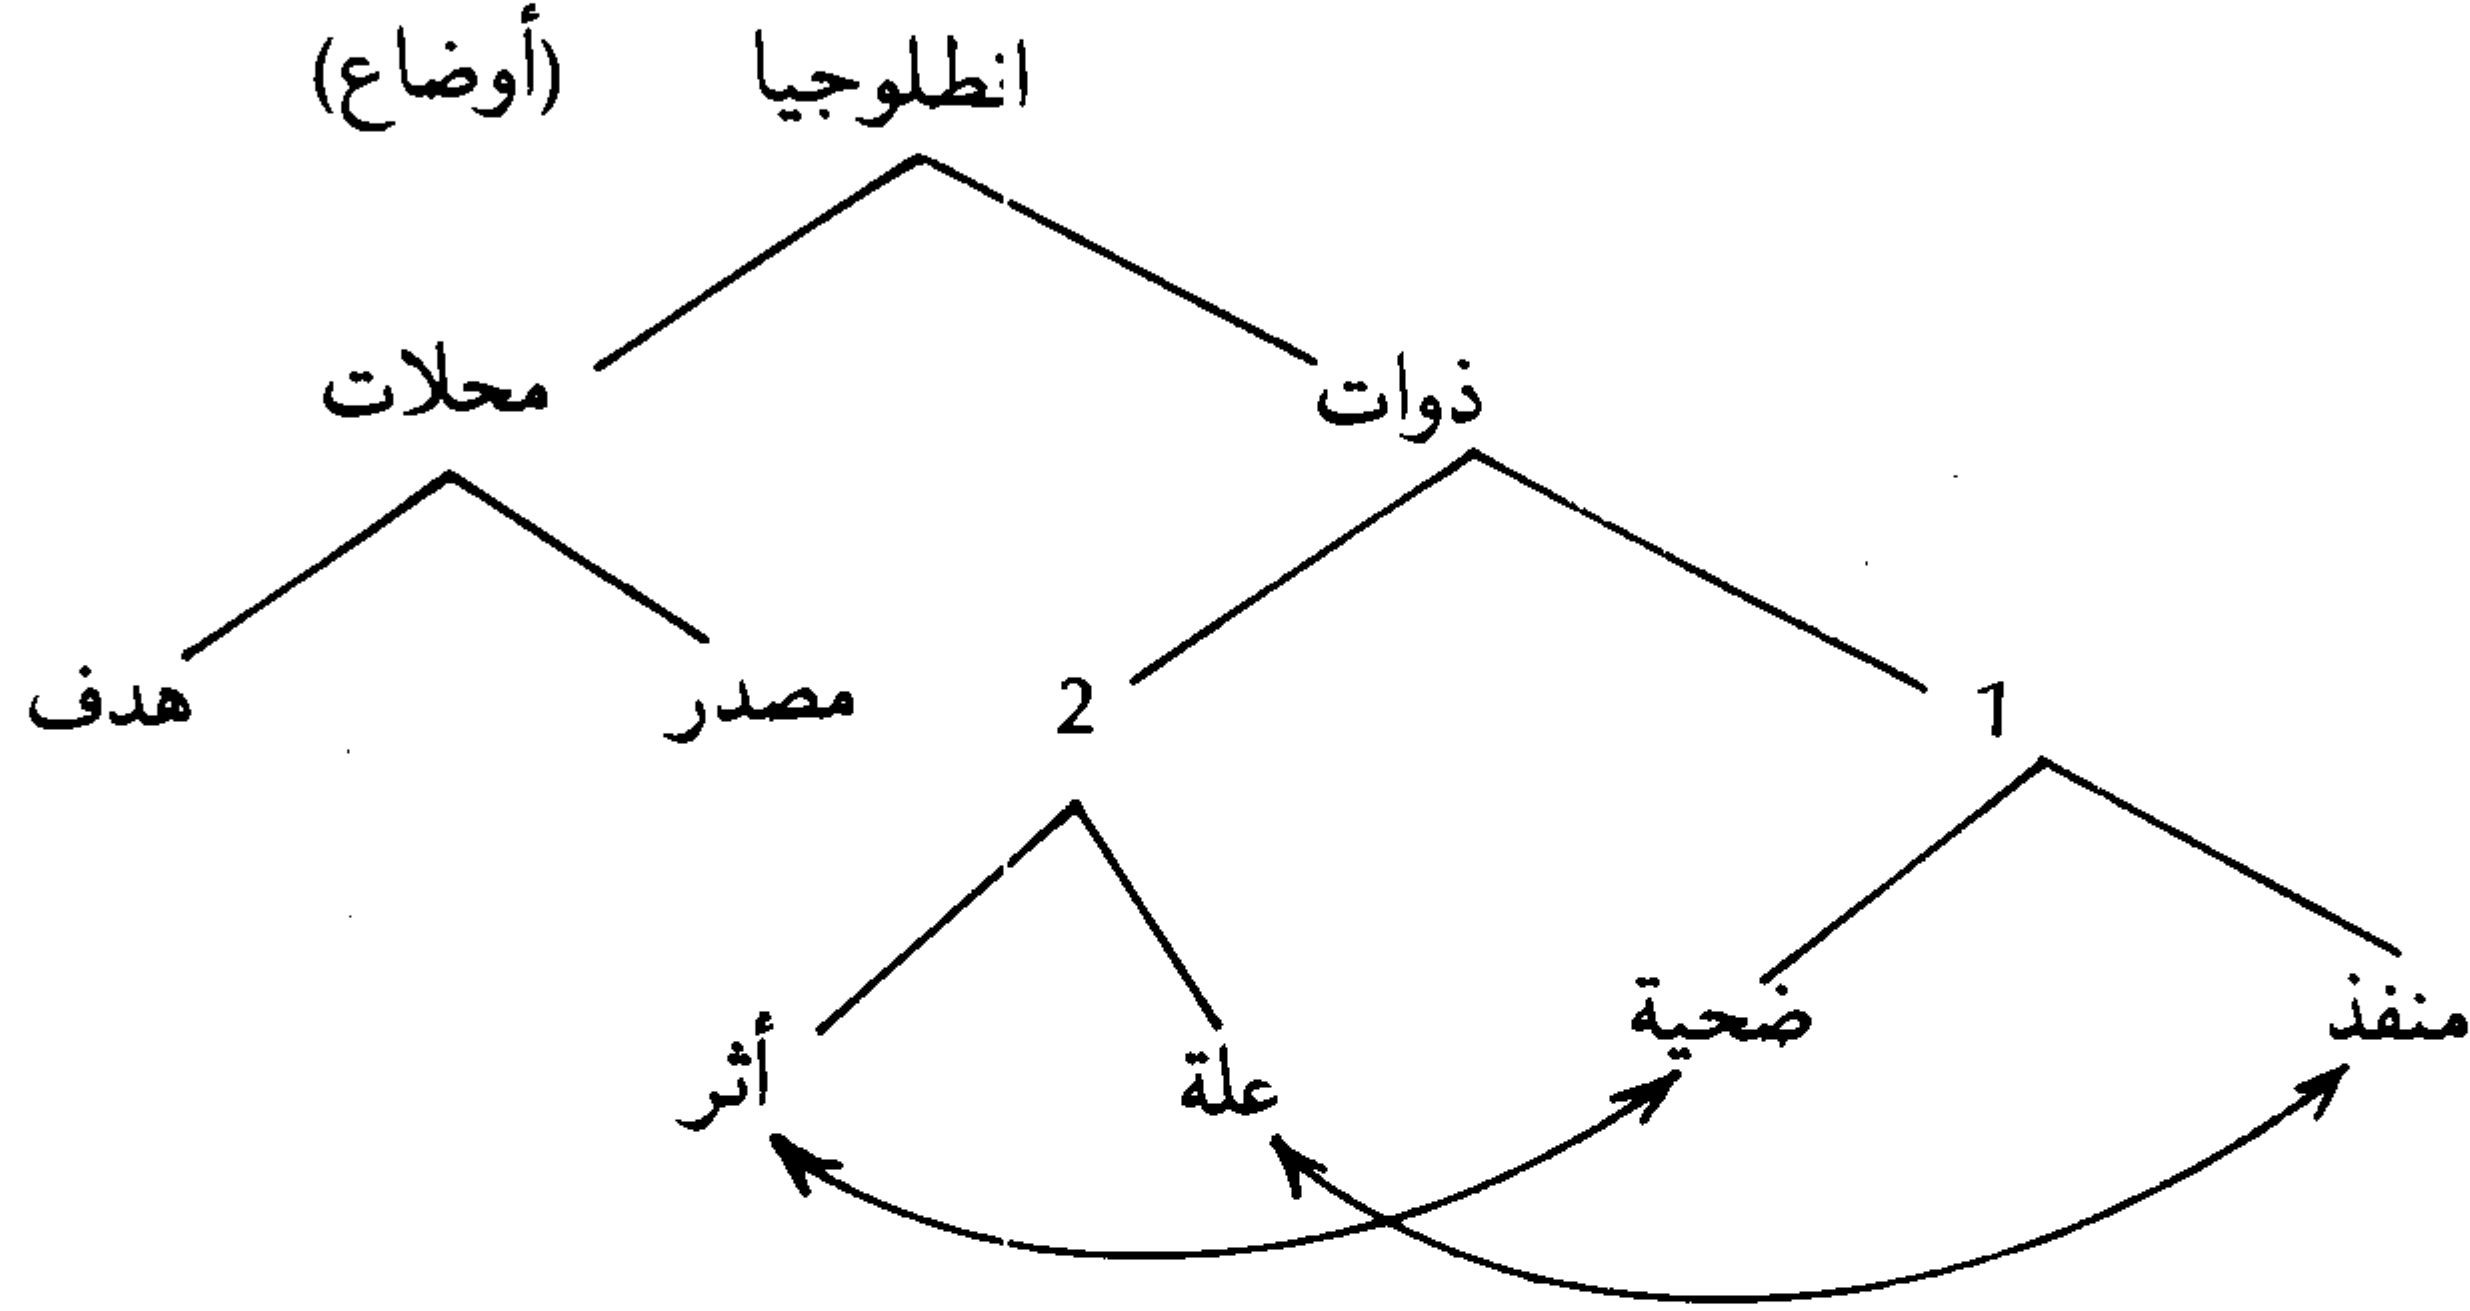 انطلوجيا (أوضاع)
ذوات محلات
1 2 مصدر هدف
منفذ ضحية علة أثر